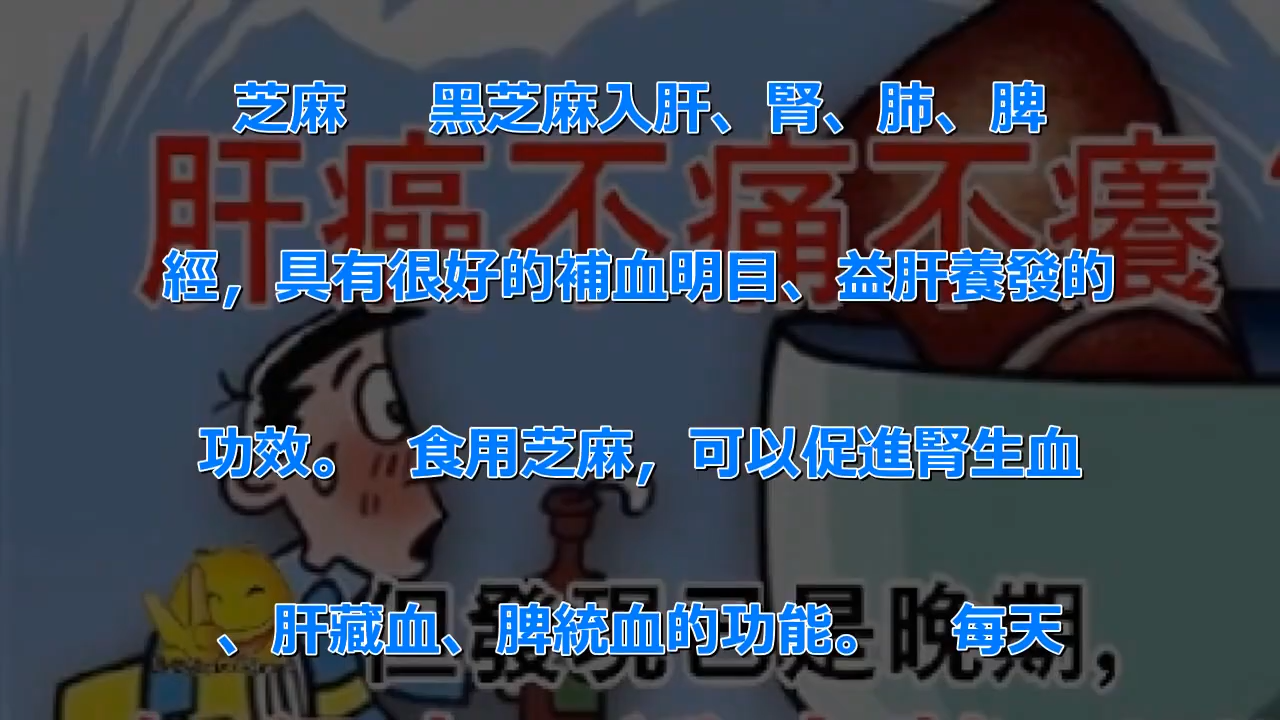 芝麻 黑芝麻入肝、腎、肺、脾
肝癌不痛不癢
經，具有很好的補血明目、益肝養發的
功效。 食用芝麻，可以促進腎生血
、肝藏血、脾統血的功能。 每天
但發現已是晚期，